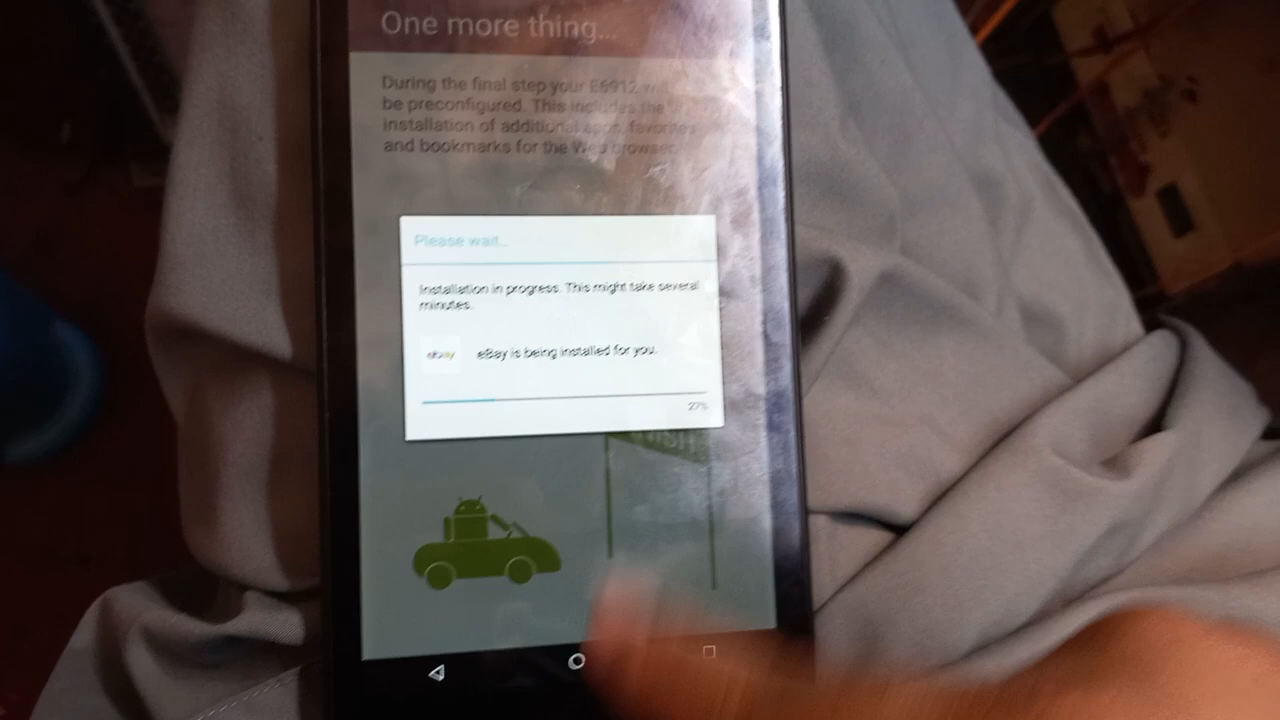 One more thing...
During the final step your E6912 will
be preconfigured. This includes the
installation of additional apps, favorites
and bookmarks for the Web browser.
Please wait...
Installation in progress. This might take several
minutes.
ebay
eBay is being installed for you.
27%